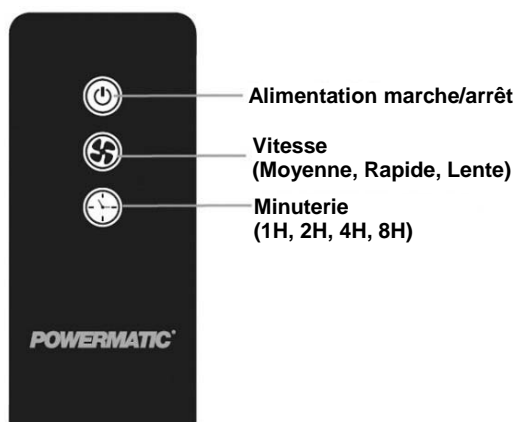 Alimentation marche/arrêt
Vitesse
(Moyenne, Rapide, Lente)
Minuterie
(1H, 2H, 4H, 8H)
POWERMATIC